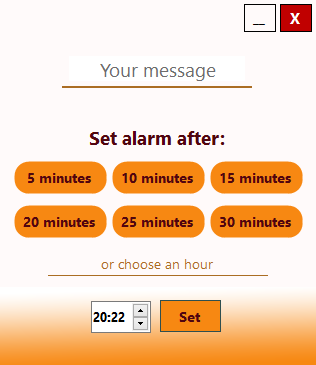 _ X
Your message
Set alarm after:
5 minutes 10 minutes 15 minutes
20 minutes 25 minutes 30 minutes
or choose an hour
20:22 Set